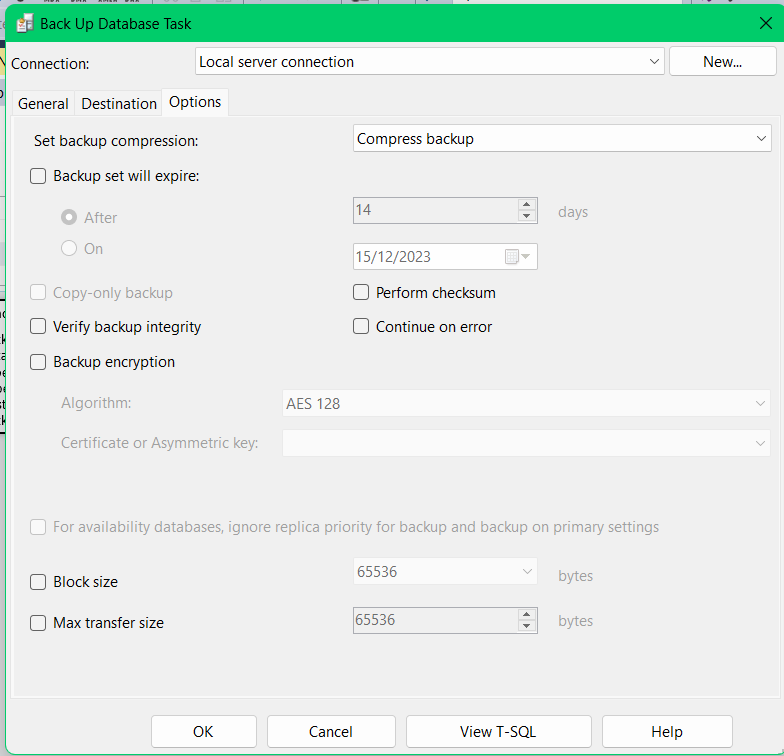 Back Up Database Task
Connection: Local server connection New...
General Destination Options
Set backup compression: Compress backup
Backup set will expire:
After 14 days
On 15/12/2023
Copy-only backup Perform checksum
Verify backup integrity Continue on error
Backup encryption
Algorithm: AES 128
Certificate or Asymmetric key:
For availability databases, ignore replica priority for backup and backup on primary settings
Block size 65536 bytes
Max transfer size 65536 bytes
OK Cancel View T-SQL Help